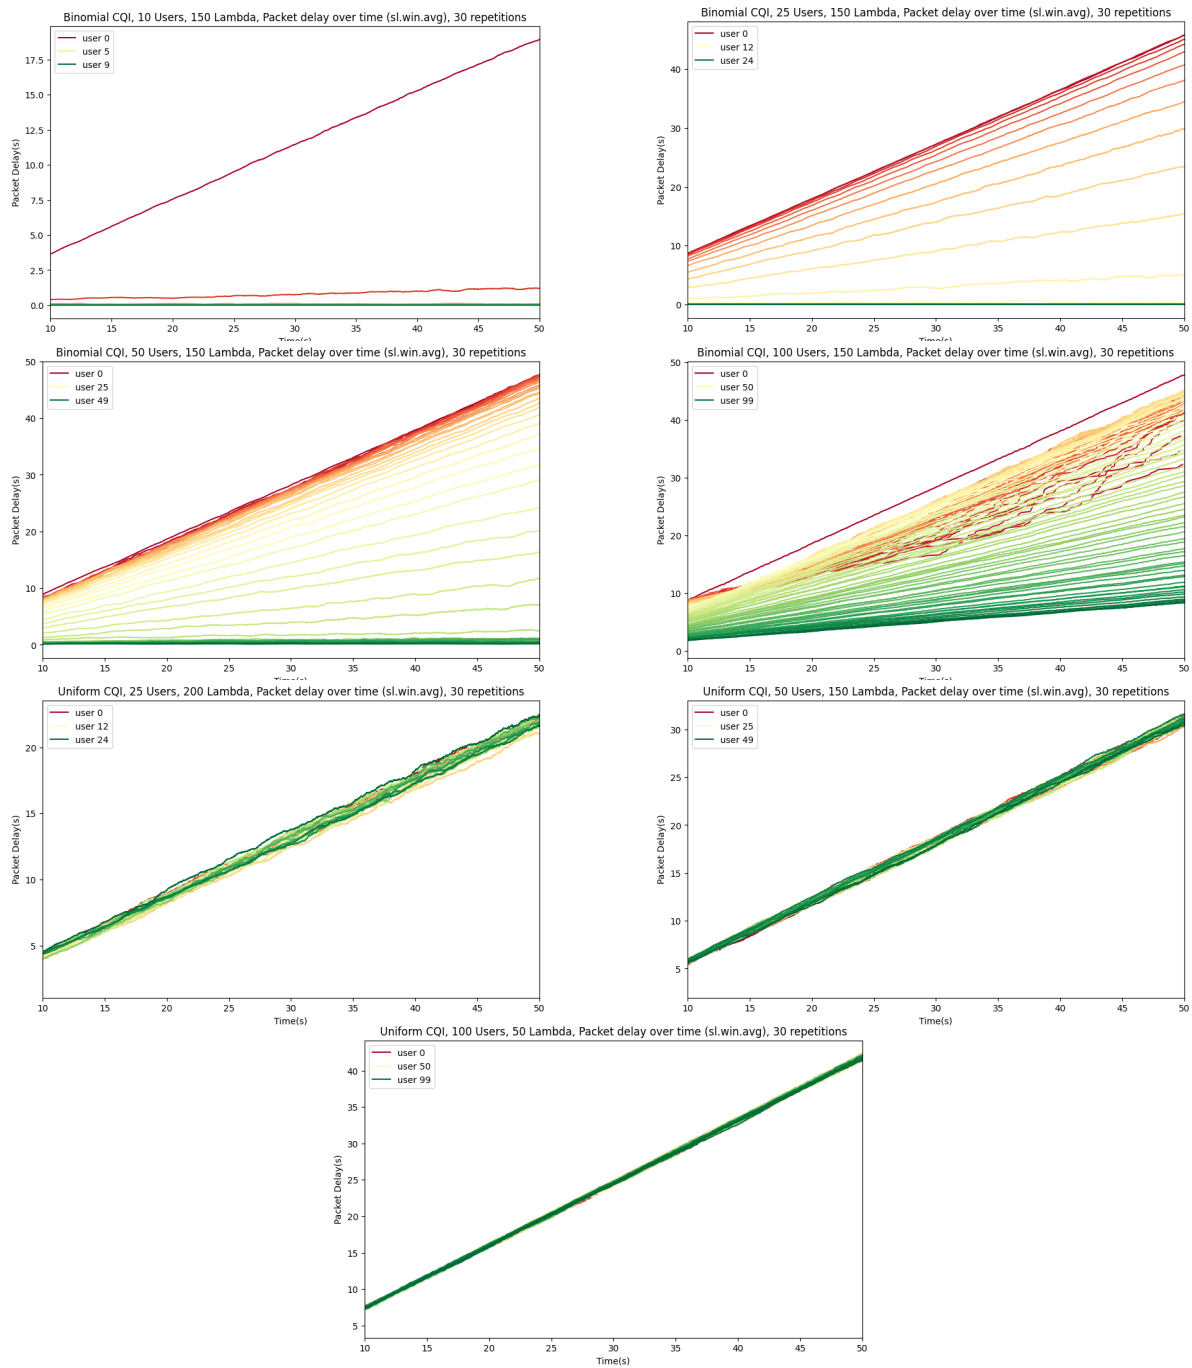 Binomial CQI, 10 Users, 150 Lambda, Packet delay over time (sl.win.avg), 30 repetitions
user 0
user 5
user 9
Packet Delay(s)
17.5
15.0
12.5
10.0
7.5
5.0
2.5
0.0
10 15 20 25 30 35 40 45 50
Time(s)
Binomial CQI, 25 Users, 150 Lambda, Packet delay over time (sl.win.avg), 30 repetitions
user 0
user 12
user 24
Packet Delay(s)
40
30
20
10
0
10 15 20 25 30 35 40 45 50
Time(s)
Binomial CQI, 50 Users, 150 Lambda, Packet delay over time (sl.win.avg), 30 repetitions
user 0
user 25
user 49
Packet Delay(s)
50
40
30
20
10
0
10 15 20 25 30 35 40 45 50
Time(s)
Binomial CQI, 100 Users, 150 Lambda, Packet delay over time (sl.win.avg), 30 repetitions
user 0
user 50
user 99
Packet Delay(s)
50
40
30
20
10
0
10 15 20 25 30 35 40 45 50
Time(s)
Uniform CQI, 25 Users, 200 Lambda, Packet delay over time (sl.win.avg), 30 repetitions
user 0
user 12
user 24
Packet Delay(s)
20
15
10
5
10 15 20 25 30 35 40 45 50
Time(s)
Uniform CQI, 50 Users, 150 Lambda, Packet delay over time (sl.win.avg), 30 repetitions
user 0
user 25
user 49
Packet Delay(s)
30
25
20
15
10
5
10 15 20 25 30 35 40 45 50
Time(s)
Uniform CQI, 100 Users, 50 Lambda, Packet delay over time (sl.win.avg), 30 repetitions
user 0
user 50
user 99
Packet Delay(s)
40
35
30
25
20
15
10
5
10 15 20 25 30 35 40 45 50
Time(s)